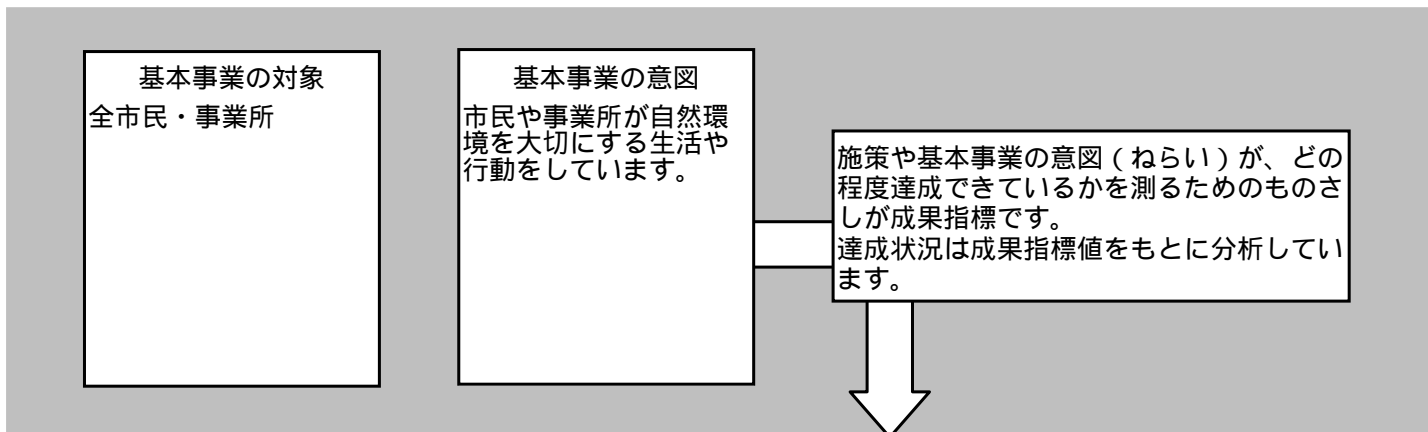 基本事業の対象
全市民・事業所
基本事業の意図
市民や事業所が自然環
境を大切にする生活や
行動をしています。
施策や基本事業の意図(ねらい)が、どの
程度達成できているかを測るためのものさ
しが成果指標です。
達成状況は成果指標値をもとに分析してい
ます。